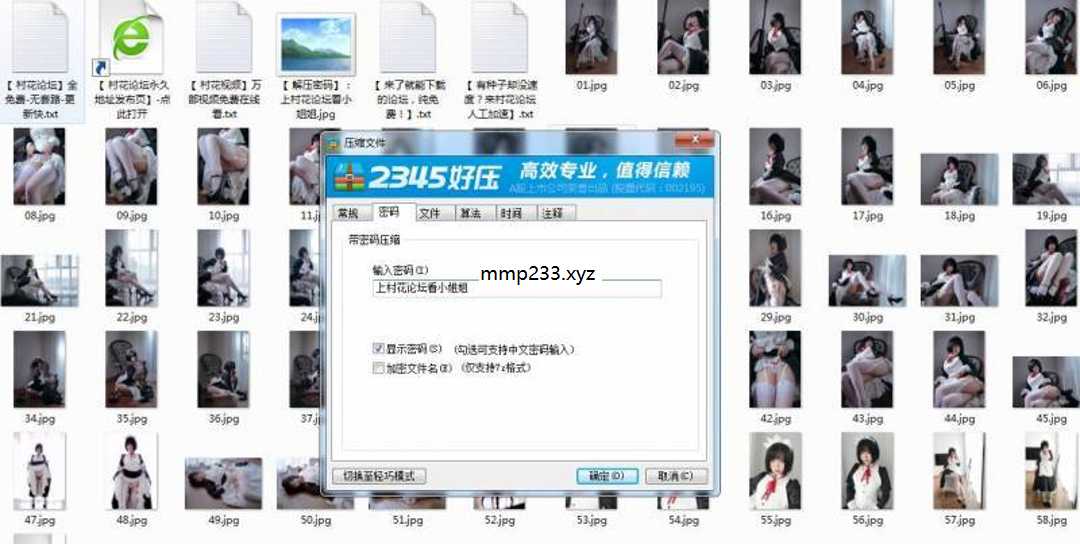 【 村花论坛】全
免费-无套路-更
新快.txt
【 村花论坛永久
地址发布页】-点
此打开
【 村花视频】万
部视频免费在线
看.txt
【 解压密码】：
上村花论坛看小
姐姐.jpg
【 来了就能下载
的论坛，纯免
费！】.txt
【 有种子却没速
度？来村花论坛
人工加速】.txt
01.jpg
02.jpg
03.jpg
04.jpg
05.jpg
06.jpg
08.jpg
09.jpg
10.jpg
11.j
16.jpg
17.jpg
18.jpg
19.jpg
21.jpg
22.jpg
23.jpg
24.j
29.jpg
30.jpg
31.jpg
32.jpg
34.jpg
35.jpg
36.jpg
37.j
42.jpg
43.jpg
44.jpg
45.jpg
47.jpg
48.jpg
49.jpg
50.jpg
51.jpg
52.jpg
53.jpg
54.jpg
55.jpg
56.jpg
57.jpg
58.jpg
压缩文件
2345好压
高效专业，值得信赖
A股上市公司荣誉出品 (股票代码：002195)
常规 密码 文件 算法 时间 注释
带密码压缩
输入密码(I)
mmp233.xyz
上村花论坛看小姐姐
显示密码(S) (勾选可支持中文密码输入)
加密文件名(E) (仅支持7z格式)
切换至轻巧模式
确定(O)
取消(C)